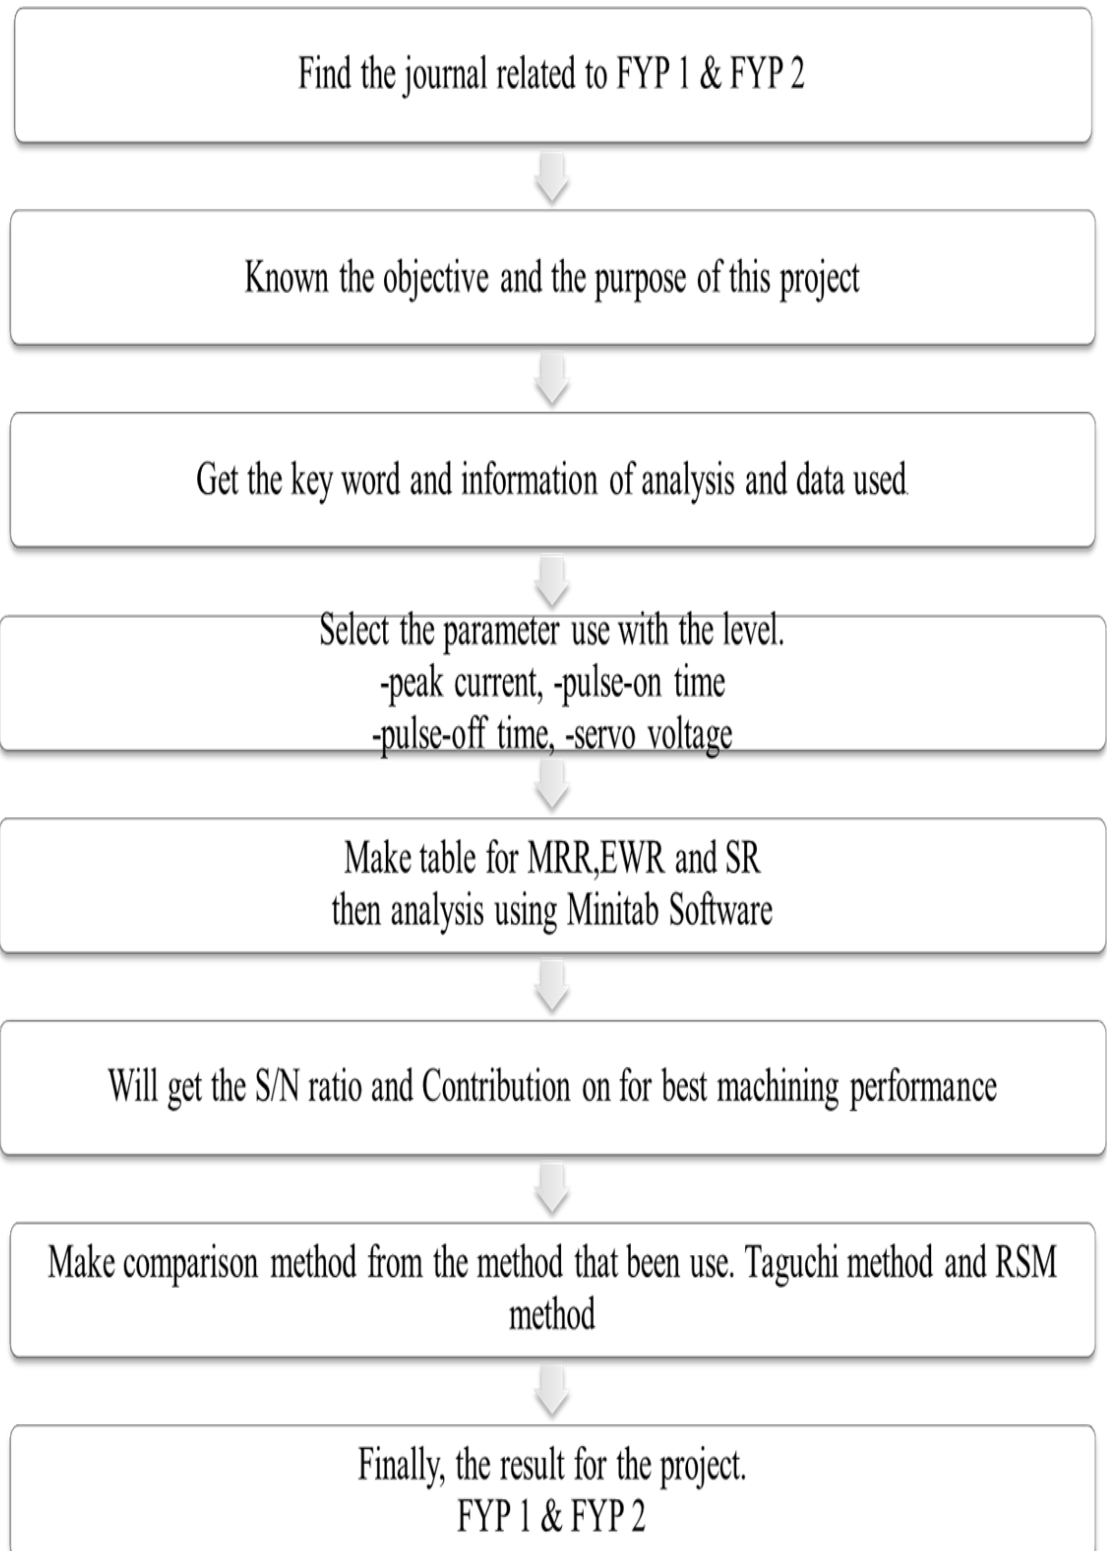 Find the journal related to FYP 1 & FYP 2
Known the objective and the purpose of this project
Get the key word and information of analysis and data used.
Select the parameter use with the level.
-peak current, -pulse-on time
-pulse-off time, -servo voltage
Make table for MRR,EWR and SR
then analysis using Minitab Software
Will get the S/N ratio and Contribution on for best machining performance
Make comparison method from the method that been use. Taguchi method and RSM
method
Finally, the result for the project.
FYP 1 & FYP 2